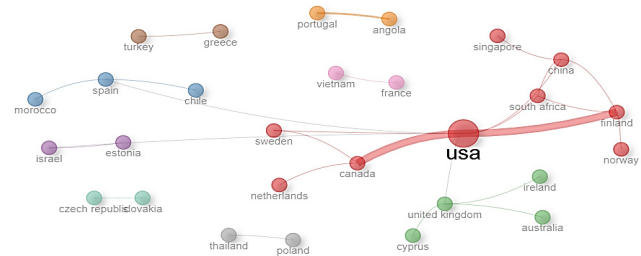 portugal
angola
turkey
greece
singapore
china
vietnam
france
spain
chile
morocco
south africa
finland
sweden
usa
israel
estonia
norway
canada
netherlands
ireland
czech republic
slovakia
united kingdom
australia
thailand
poland
cyprus